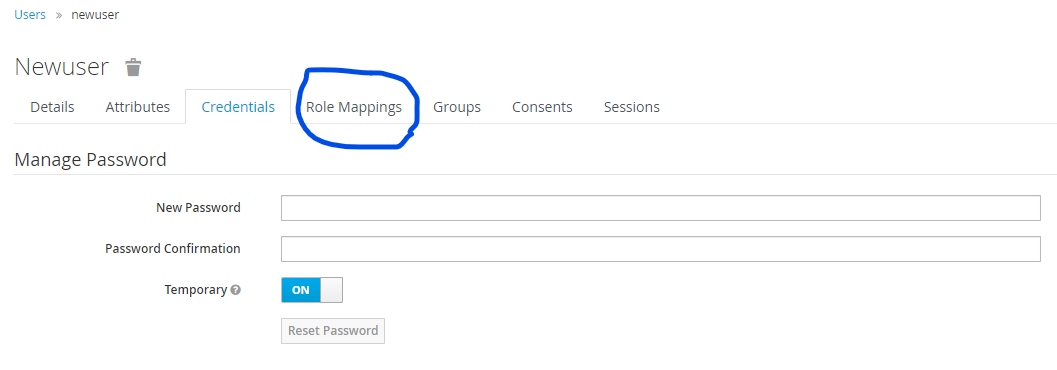 Users » newuser
Newuser
Details Attributes Credentials Role Mappings Groups Consents Sessions
Manage Password
New Password
Password Confirmation
Temporary ? ON
Reset Password